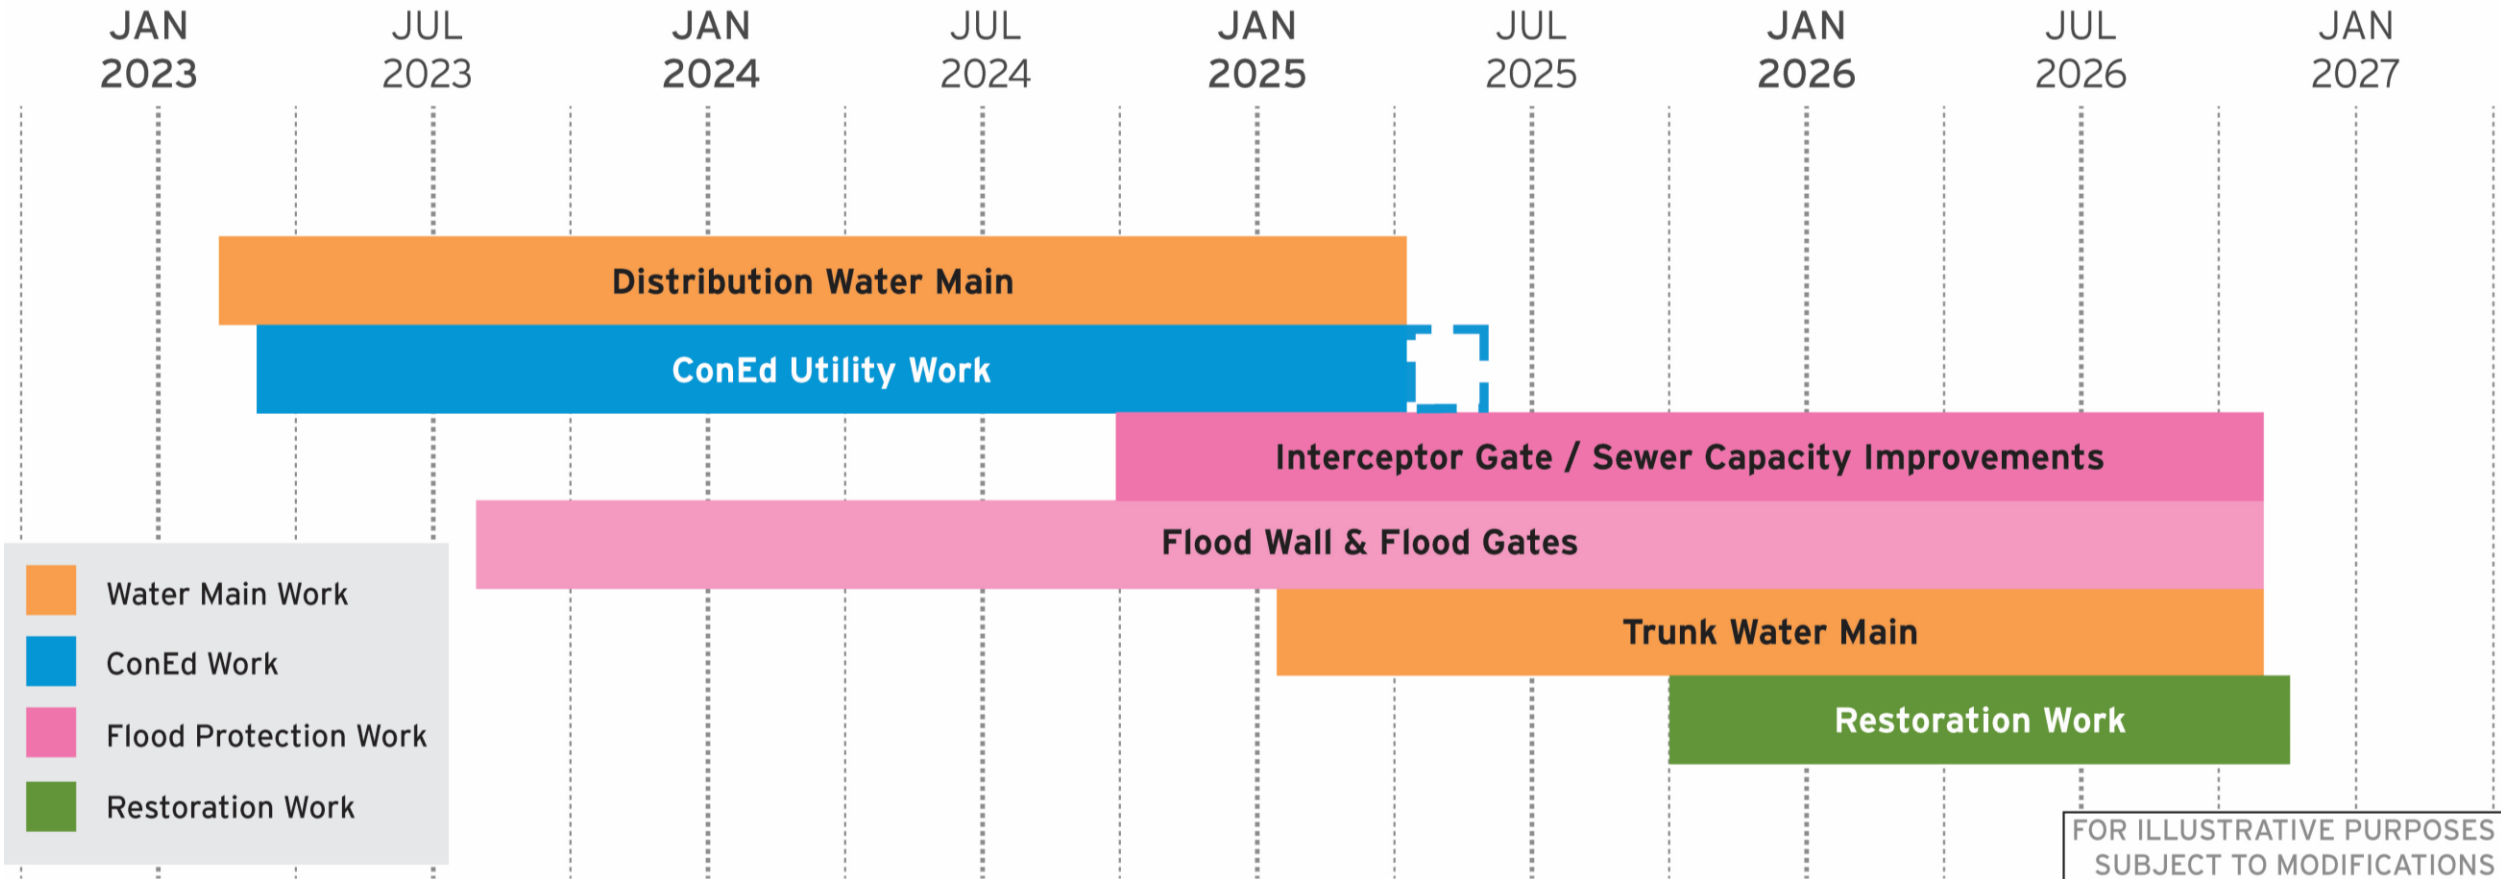 JAN JUL JAN JUL JAN JUL JAN JUL JAN
2023 2023 2024 2024 2025 2025 2026 2026 2027
Distribution Water Main
ConEd Utility Work
Interceptor Gate / Sewer Capacity Improvements
Flood Wall & Flood Gates
Trunk Water Main
Restoration Work
Water Main Work
ConEd Work
Flood Protection Work
Restoration Work
FOR ILLUSTRATIVE PURPOSES
SUBJECT TO MODIFICATIONS